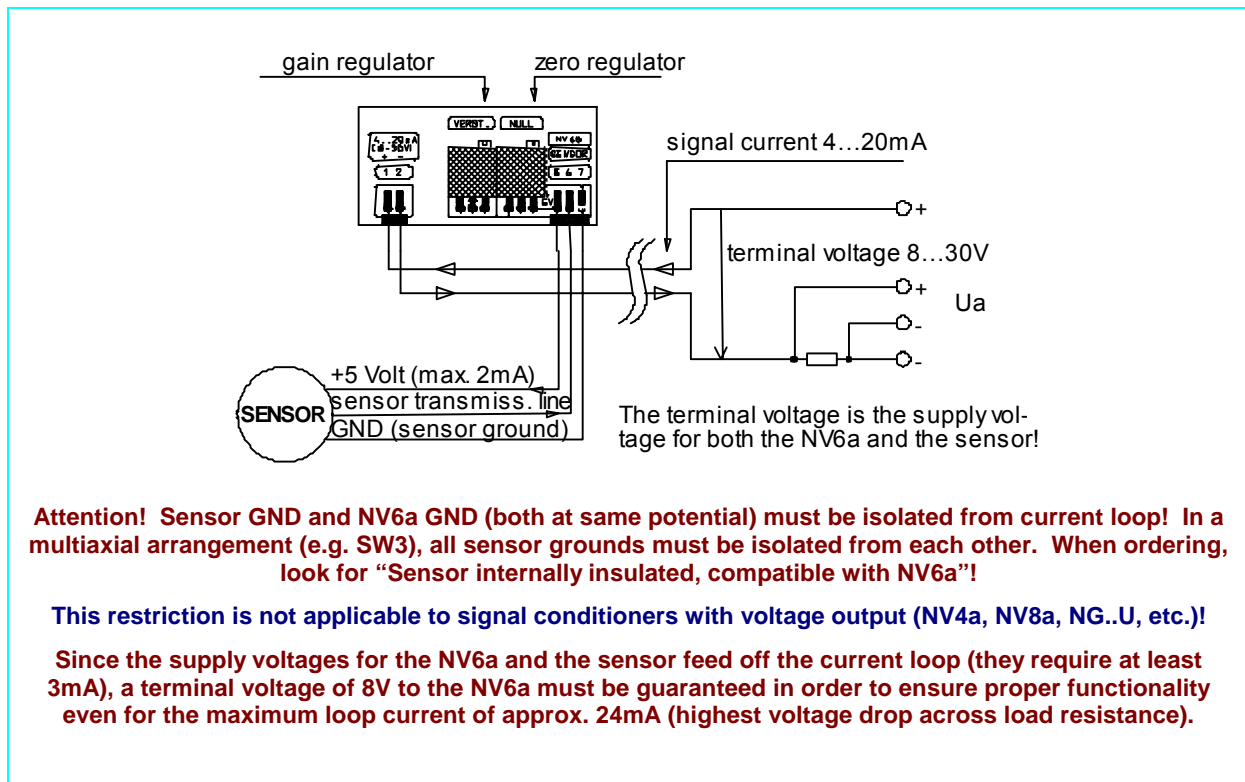 gain regulator
zero regulator
VERST.
NULL
4...20mA
NV6a
SENSOR
+ -
1 2
5 6 7
5V
signal current 4…20mA
+
terminal voltage 8…30V
+
Ua
-
-
+5 Volt (max. 2mA)
sensor transmiss. line
SENSOR
GND (sensor ground)
The terminal voltage is the supply vol-
tage for both the NV6a and the sensor!
Attention! Sensor GND and NV6a GND (both at same potential) must be isolated from current loop! In a
multiaxial arrangement (e.g. SW3), all sensor grounds must be isolated from each other. When ordering,
look for “Sensor internally insulated, compatible with NV6a”!
This restriction is not applicable to signal conditioners with voltage output (NV4a, NV8a, NG..U, etc.)!
Since the supply voltages for the NV6a and the sensor feed off the current loop (they require at least
3mA), a terminal voltage of 8V to the NV6a must be guaranteed in order to ensure proper functionality
even for the maximum loop current of approx. 24mA (highest voltage drop across load resistance).